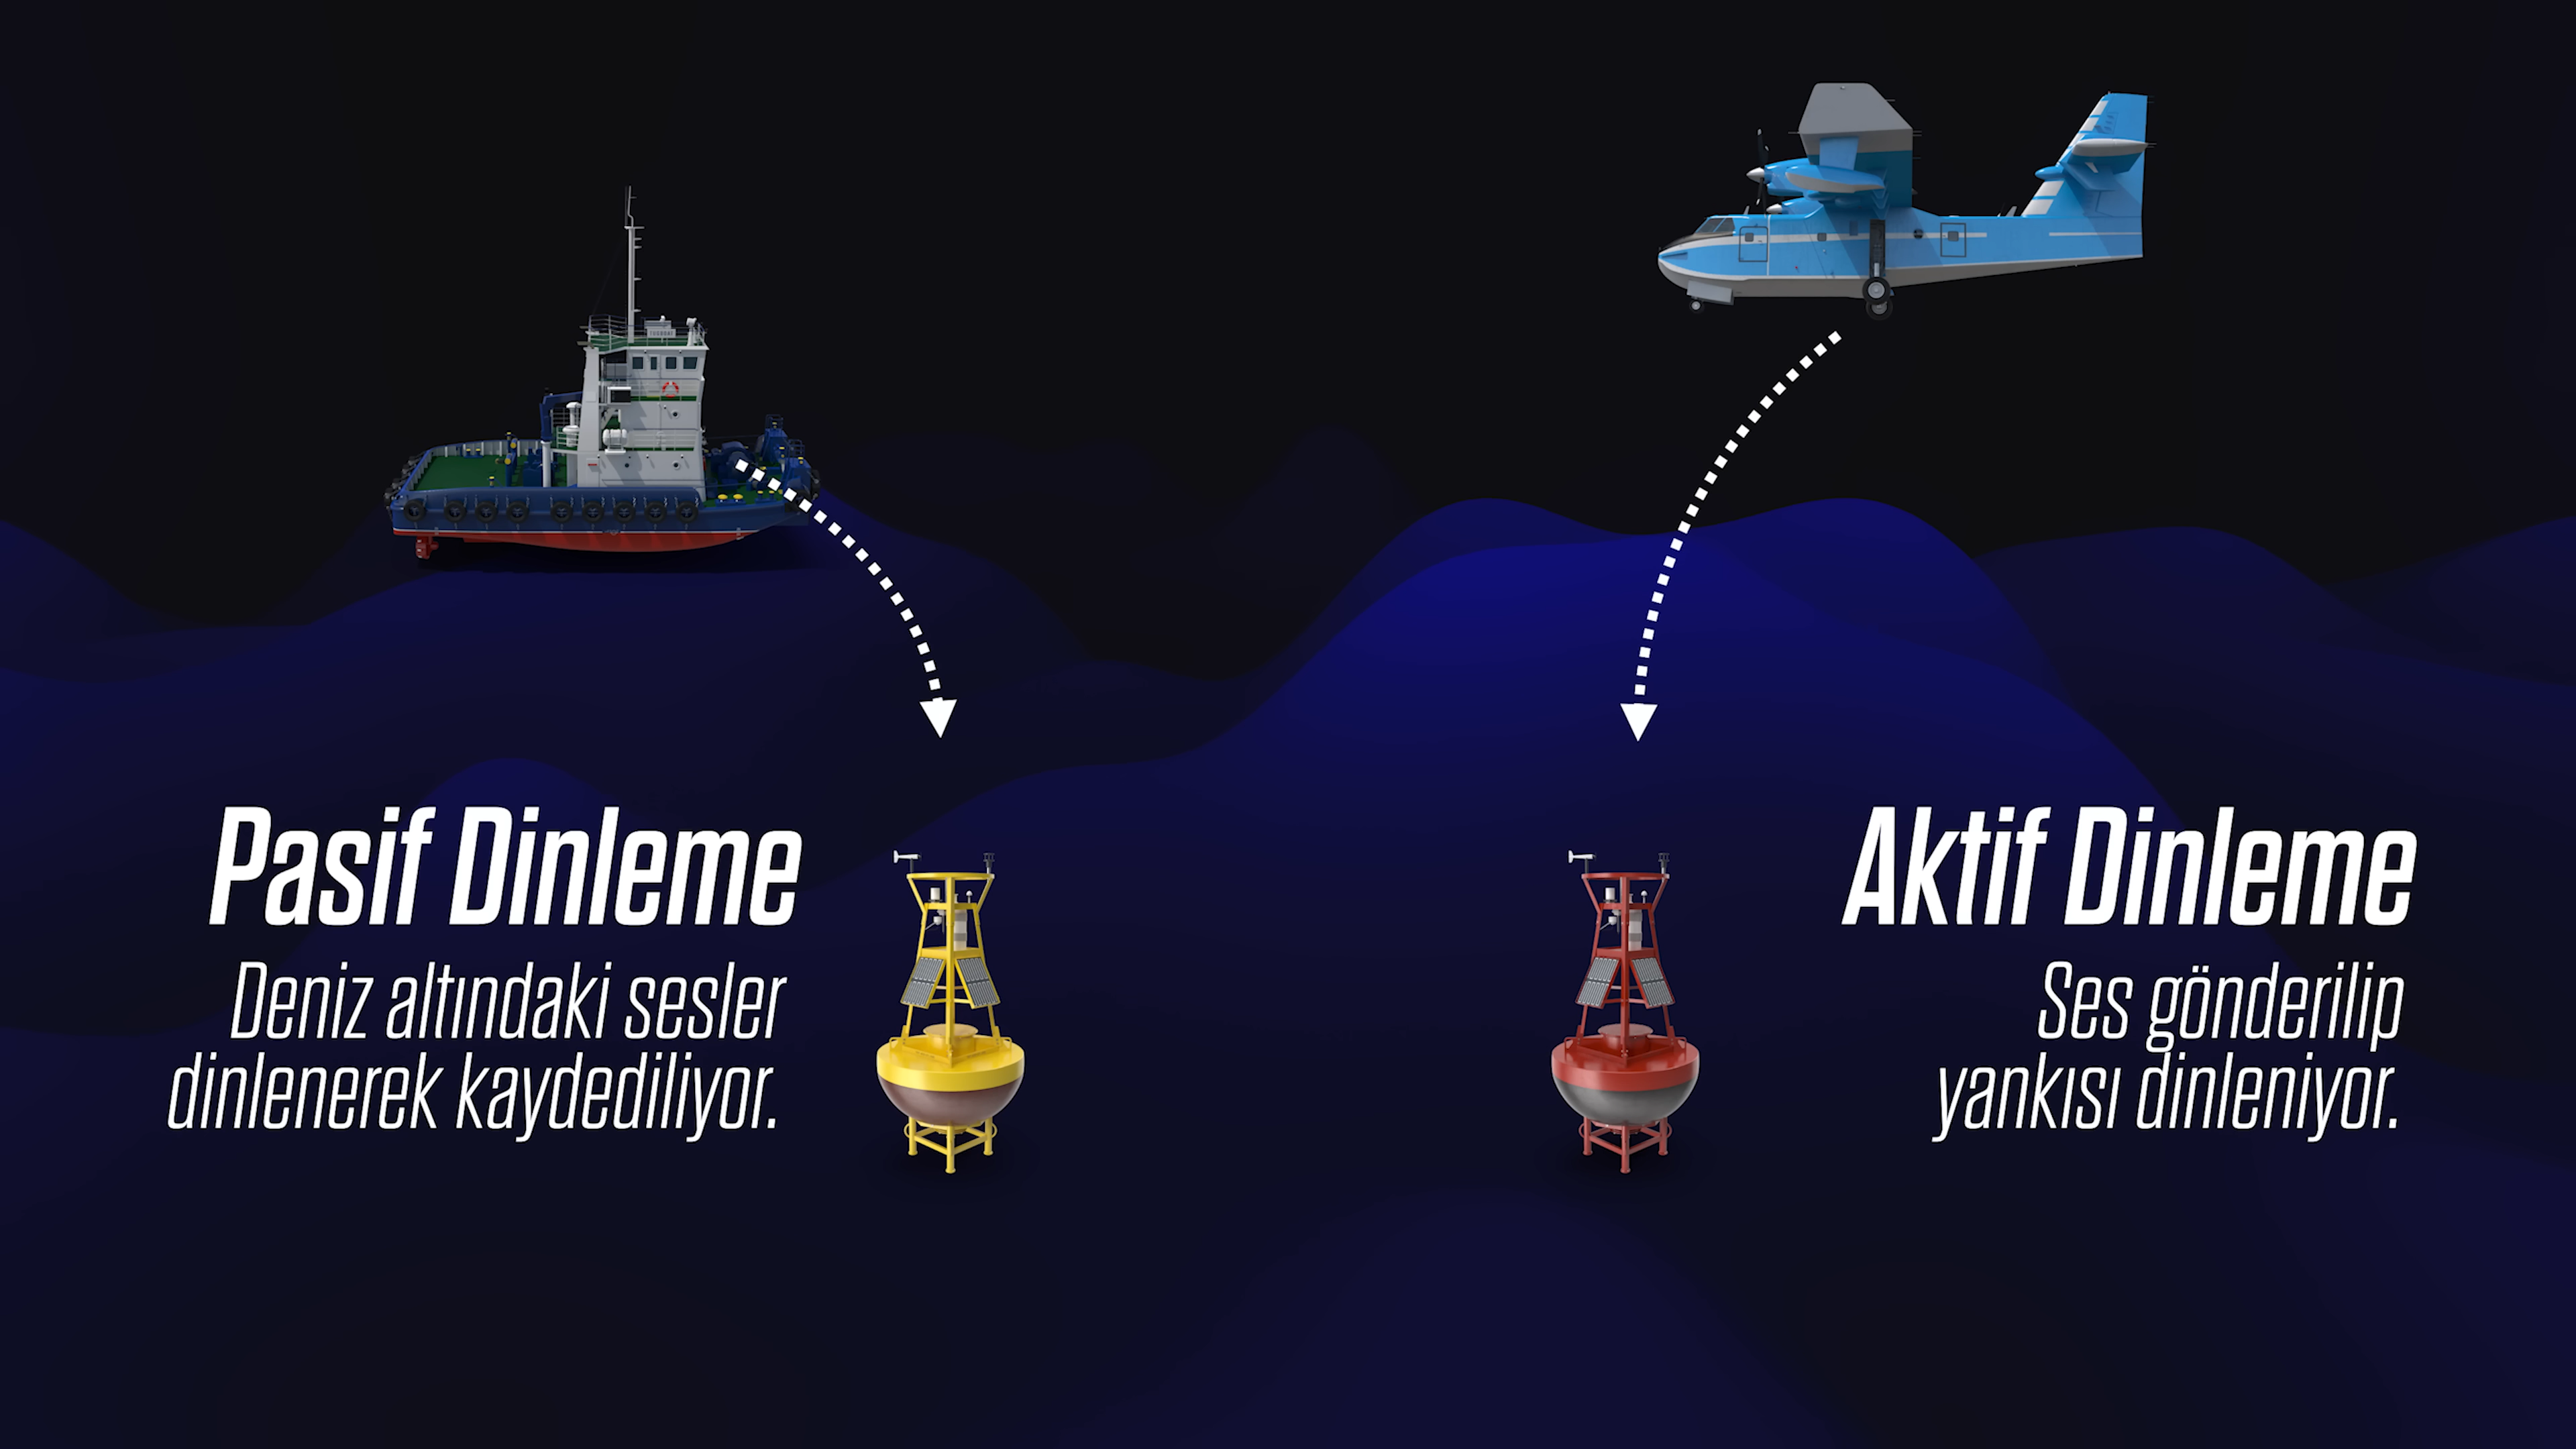 Pasif Dinleme
Deniz altındaki sesler
dinlenerek kaydediliyor.
Aktif Dinleme
Ses gönderilip
yankısı dinleniyor.